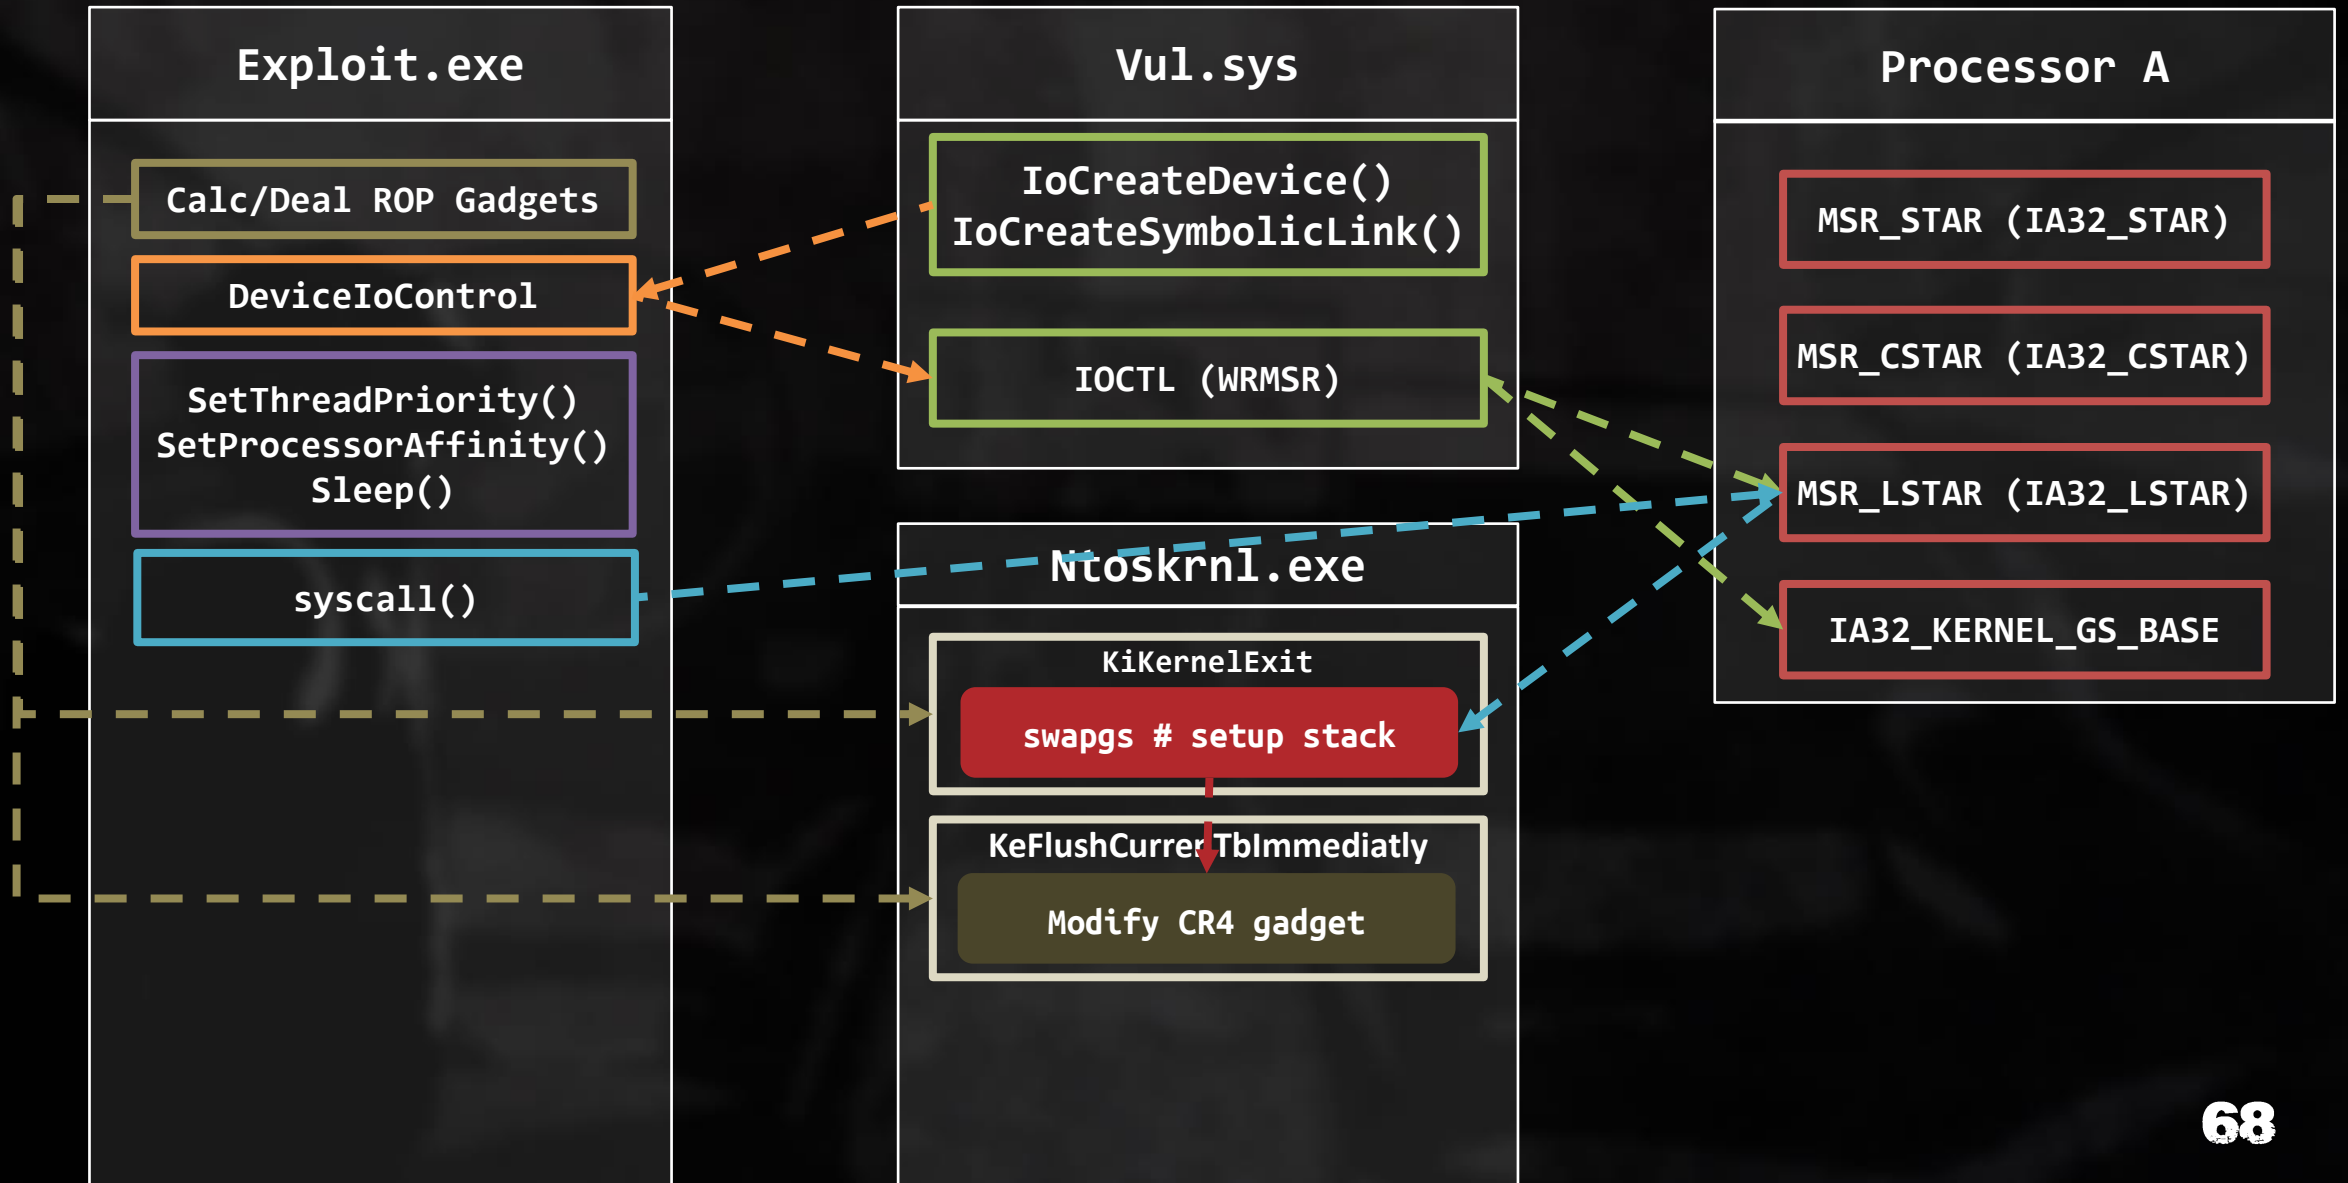 Exploit.exe
Calc/Deal ROP Gadgets
DeviceIoControl
SetThreadPriority()
SetProcessorAffinity()
Sleep()
syscall()
Vul.sys
IoCreateDevice()
IoCreateSymbolicLink()
IOCTL (WRMSR)
Ntoskrnl.exe
KiKernelExit
swapgs # setup stack
KeFlushCurrentTbImmediatly
Modify CR4 gadget
Processor A
MSR_STAR (IA32_STAR)
MSR_CSTAR (IA32_CSTAR)
MSR_LSTAR (IA32_LSTAR)
IA32_KERNEL_GS_BASE
68